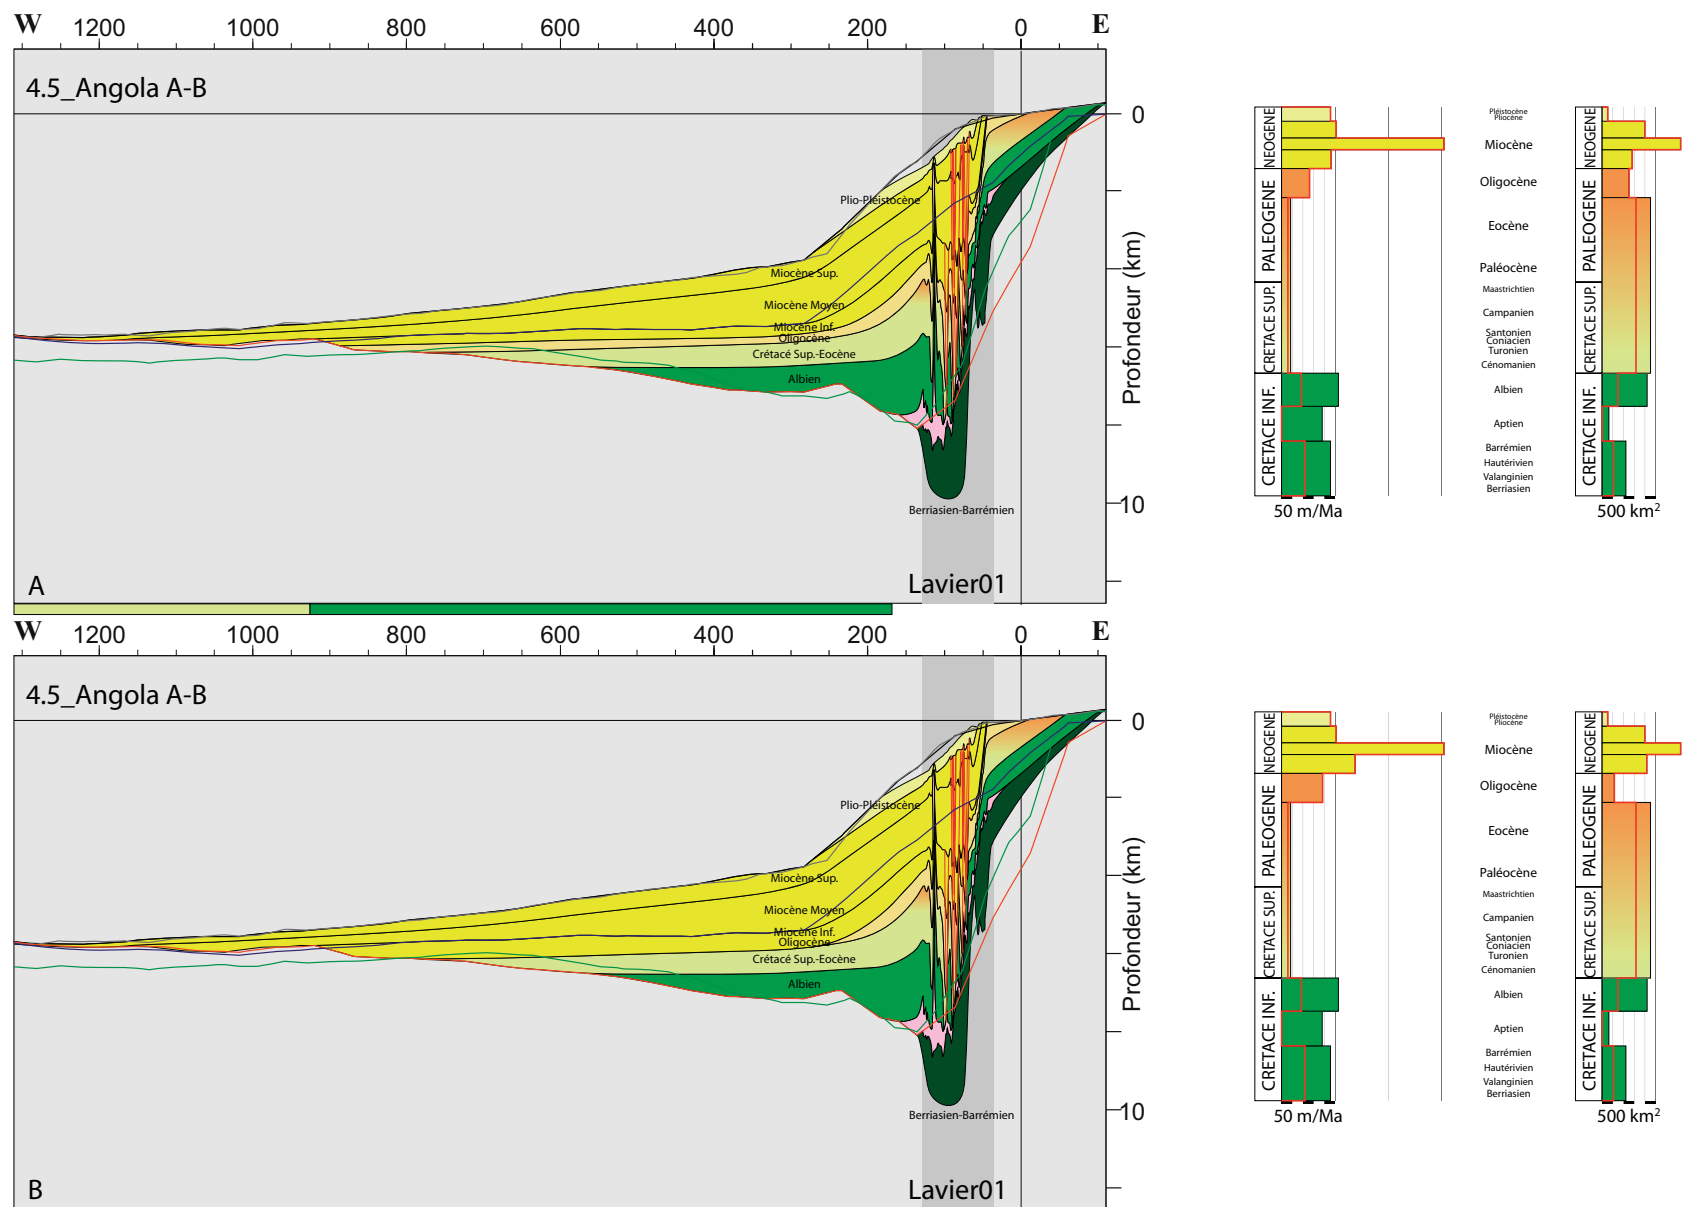 W 1200 1000 800 600 400 200 0 E
4.5_Angola A-B
0
Plio-Pleistocène
Miocène Sup.
Miocène Moyen
Miocène Inf.
Oligocène
Crétacé Sup.-Eocène
Albien
Berriasien-Barrémien
10
Profondeur (km)
A
Lavier01
NEOGENE
PALEOGENE
CRETACE SUP.
CRETACE INF.
50 m/Ma
Pléistocène
Pliocène
Miocène
Oligocène
Eocène
Paléocène
Maastrichtien
Campanien
Santonien
Coniacien
Turonien
Cénomanien
Albien
Aptien
Barrémien
Hautérivien
Valanginien
Berriasien
NEOGENE
PALEOGENE
CRETACE SUP.
CRETACE INF.
500 km²
W 1200 1000 800 600 400 200 0 E
4.5_Angola A-B
0
Plio-Pléistocène
Miocène Sup.
Miocène Moyen
Miocène Inf.
Oligocène
Crétacé Sup.-Eocène
Albien
Berriasien-Barrémien
10
Profondeur (km)
B
Lavier01
NEOGENE
PALEOGENE
CRETACE SUP.
CRETACE INF.
50 m/Ma
Pléistocène
Pliocène
Miocène
Oligocène
Eocène
Paléocène
Maastrichtien
Campanien
Santonien
Coniacien
Turonien
Cénomanien
Albien
Aptien
Barrémien
Hautérivien
Valanginien
Berriasien
NEOGENE
PALEOGENE
CRETACE SUP.
CRETACE INF.
500 km²